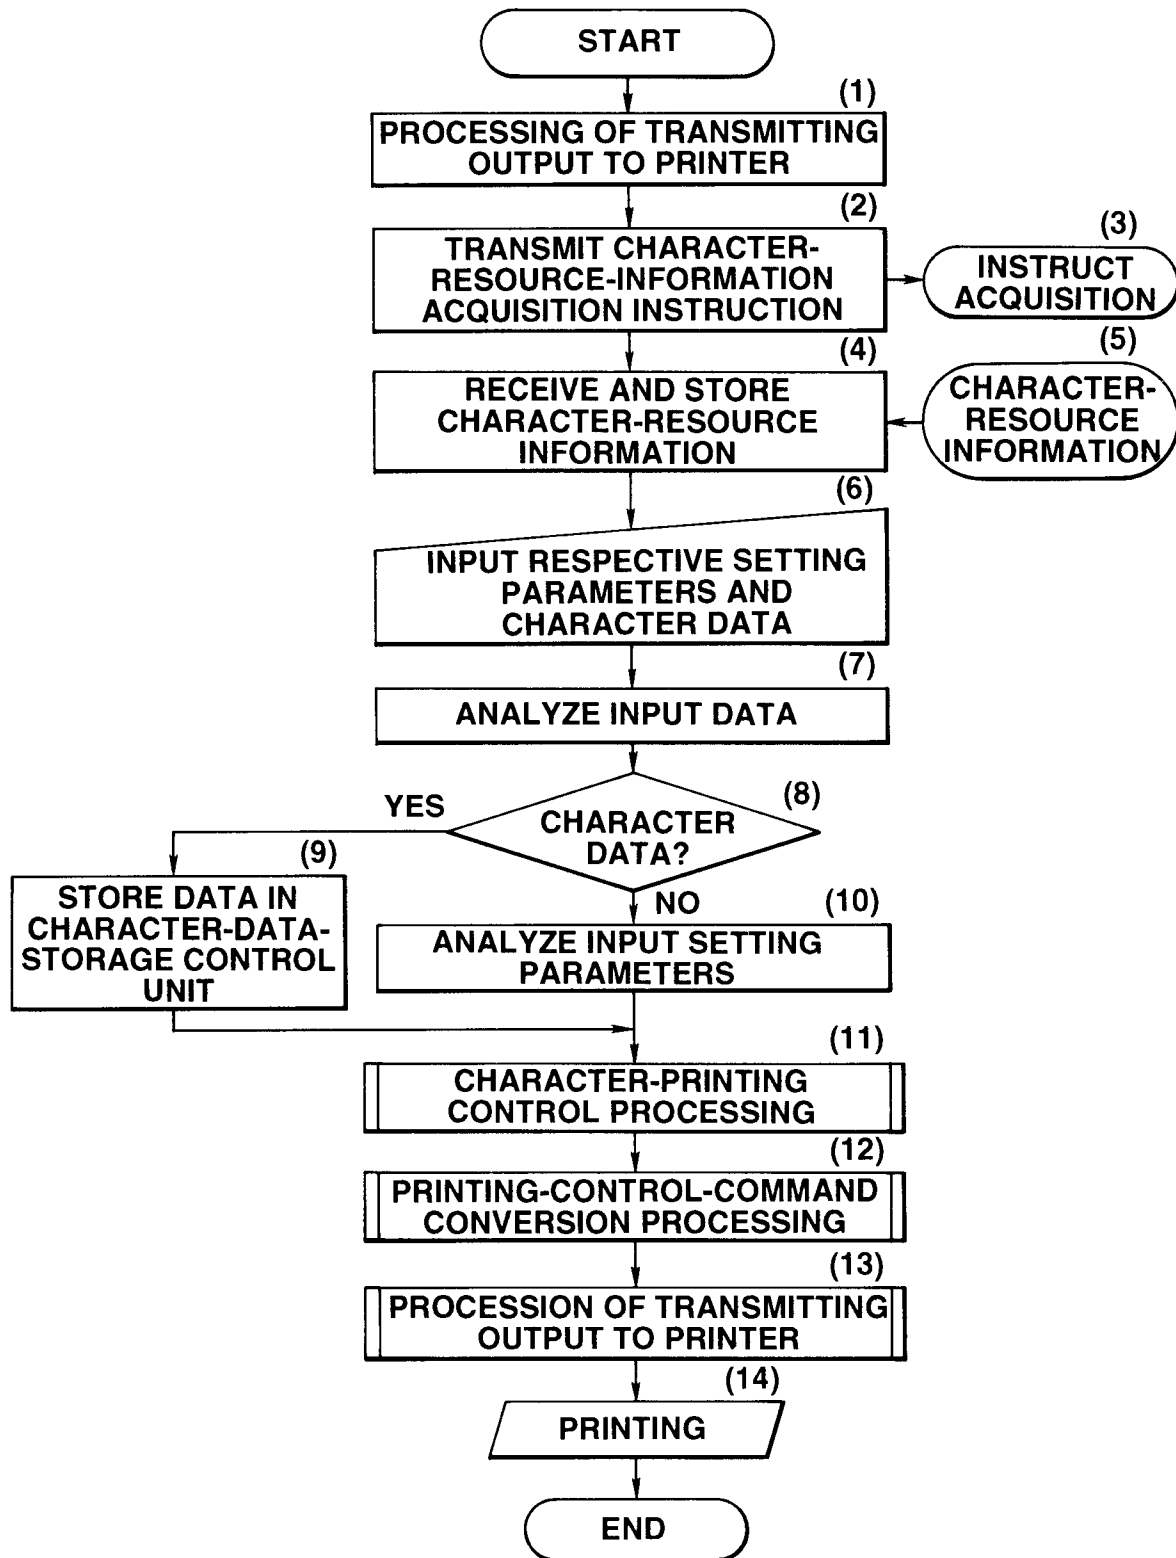 START
(1)
PROCESSING OF TRANSMITTING
OUTPUT TO PRINTER
(2)
TRANSMIT CHARACTER-
RESOURCE-INFORMATION
ACQUISITION INSTRUCTION
(3)
INSTRUCT
ACQUISITION
(4)
RECEIVE AND STORE
CHARACTER-RESOURCE
INFORMATION
(5)
CHARACTER-
RESOURCE
INFORMATION
(6)
INPUT RESPECTIVE SETTING
PARAMETERS AND
CHARACTER DATA
(7)
ANALYZE INPUT DATA
(8)
CHARACTER
DATA?
YES
(9)
STORE DATA IN
CHARACTER-DATA-
STORAGE CONTROL
UNIT
NO
(10)
ANALYZE INPUT SETTING
PARAMETERS
(11)
CHARACTER-PRINTING
CONTROL PROCESSING
(12)
PRINTING-CONTROL-COMMAND
CONVERSION PROCESSING
(13)
PROCESSION OF TRANSMITTING
OUTPUT TO PRINTER
(14)
PRINTING
END